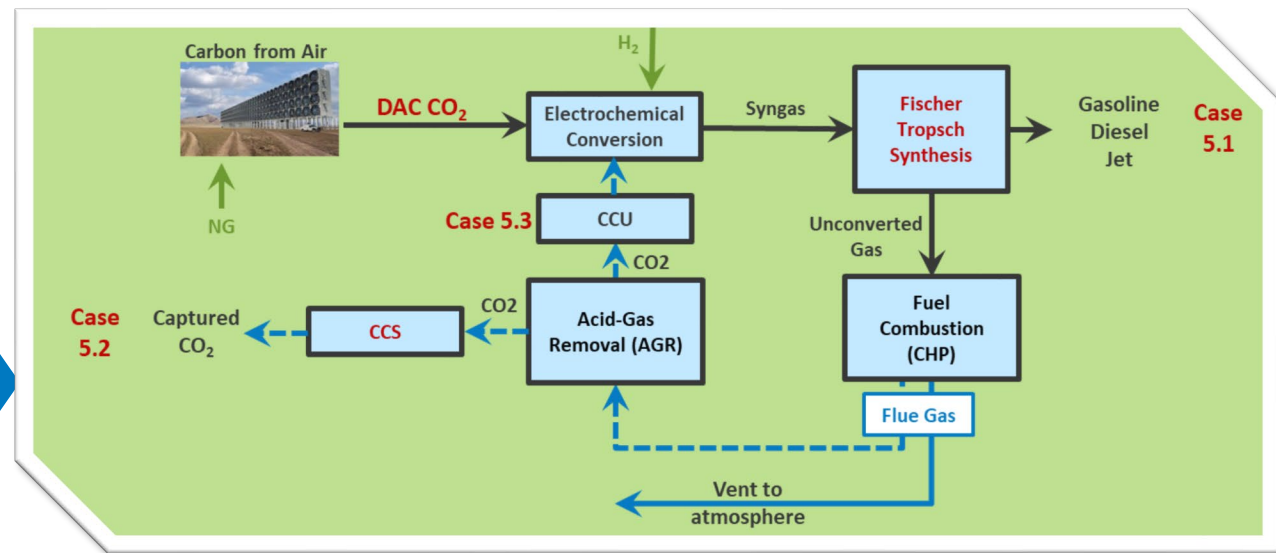 H₂
Carbon from Air
DAC CO₂
Electrochemical
Conversion
Syngas
Fischer
Tropsch
Synthesis
Gasoline
Diesel
Jet
Case
5.1
NG
Case 5.3
CCU
CO2
Unconverted
Gas
Case
5.2
Captured
CO₂
CCS
CO2
Acid-Gas
Removal (AGR)
Fuel
Combustion
(CHP)
Flue Gas
Vent to
atmosphere